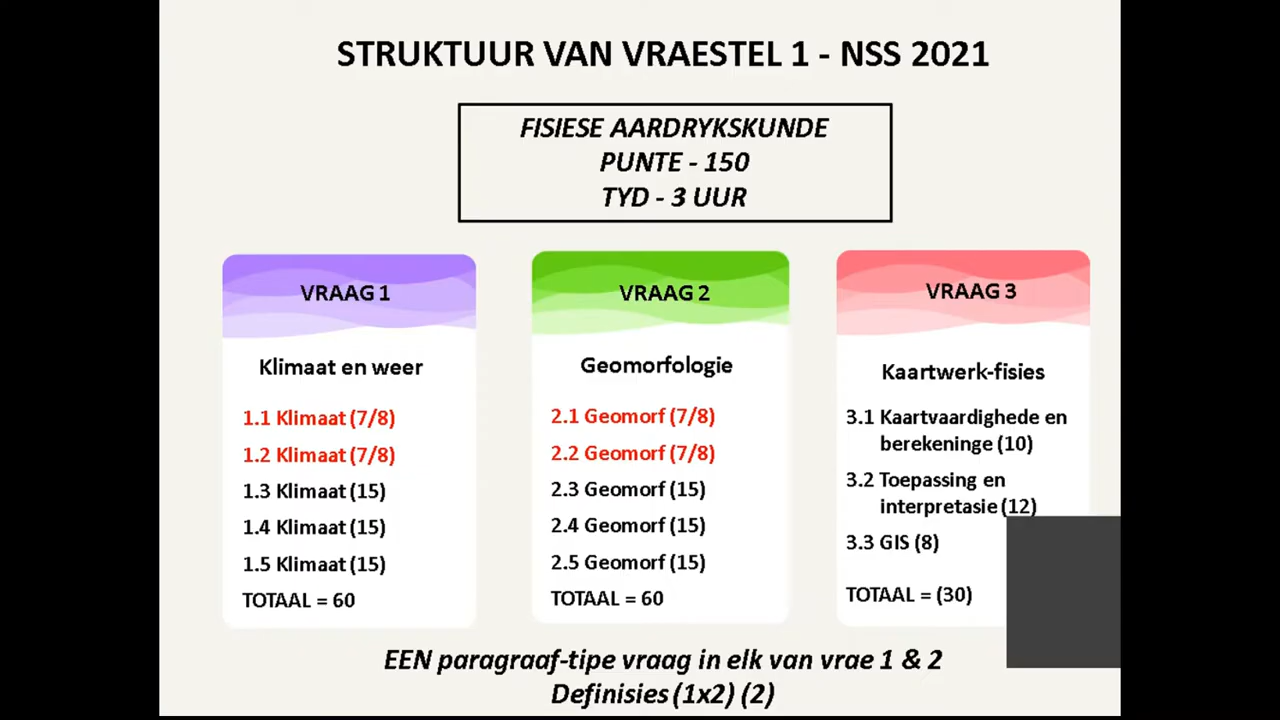 STRUKTUUR VAN VRAESTEL 1 - NSS 2021
FISIESE AARDRYKSKUNDE
PUNTE - 150
TYD - 3 UUR
VRAAG 1
Klimaat en weer
1.1 Klimaat (7/8)
1.2 Klimaat (7/8)
1.3 Klimaat (15)
1.4 Klimaat (15)
1.5 Klimaat (15)
TOTAAL = 60
VRAAG 2
Geomorfologie
2.1 Geomorf (7/8)
2.2 Geomorf (7/8)
2.3 Geomorf (15)
2.4 Geomorf (15)
2.5 Geomorf (15)
TOTAAL = 60
VRAAG 3
Kaartwerk-fisies
3.1 Kaartvaardighede en
berekeninge (10)
3.2 Toepassing en
interpretasie (12)
3.3 GIS (8)
TOTAAL = (30)
EEN paragraaf-tipe vraag in elk van vrae 1 & 2
Definisies (1x2) (2)